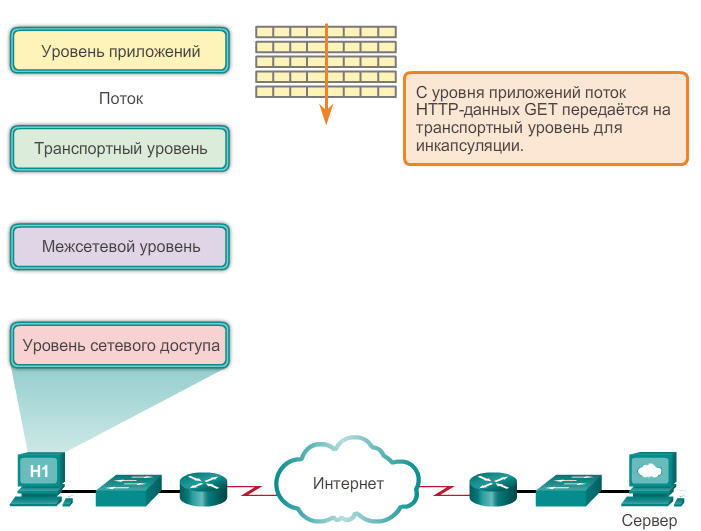 Уровень приложений
Поток
С уровня приложений поток
HTTP-данных GET передаётся на
транспортный уровень для
инкапсуляции.
Транспортный уровень
Межсетевой уровень
Уровень сетевого доступа
H1
Интернет
Сервер